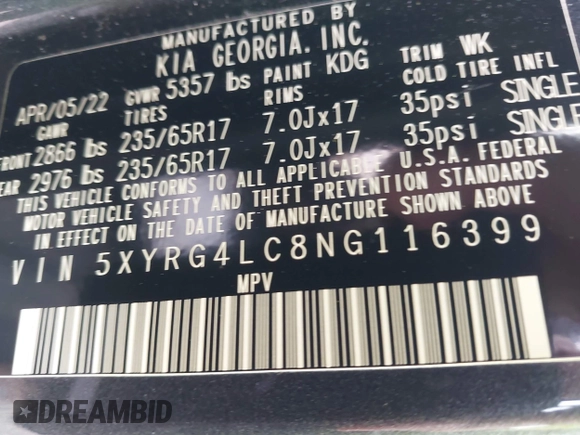 MANUFACTURED BY
KIA GEORGIA. INC.
APR/05/22 GVWR 5357 lbs PAINT KDG TRIM WK
GAWR TIRES RIMS COLD TIRE INFL
FRONT 2866 lbs 235/65R17 7.0Jx17 35psi SINGLE
REAR 2976 lbs 235/65R17 7.0Jx17 35psi SINGLE
THIS VEHICLE CONFORMS TO ALL APPLICABLE U.S.A. FEDERAL
MOTOR VEHICLE SAFETY AND THEFT PREVENTION STANDARDS
IN EFFECT ON THE DATE OF MANUFACTURE SHOWN ABOVE
VIN 5XYRG4LC8NG116399
MPV
DREAMBID